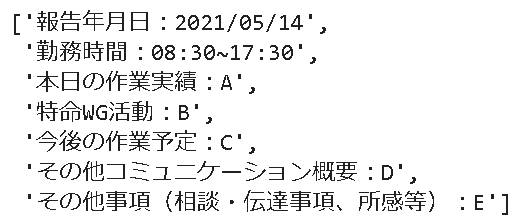 ['報告年月日：2021/05/14',
'勤務時間：08:30~17:30',
'本日の作業実績：A',
'特命WG活動：B',
'今後の作業予定：C',
'その他コミュニケーション概要：D',
'その他事項（相談・伝達事項、所感等）：E']